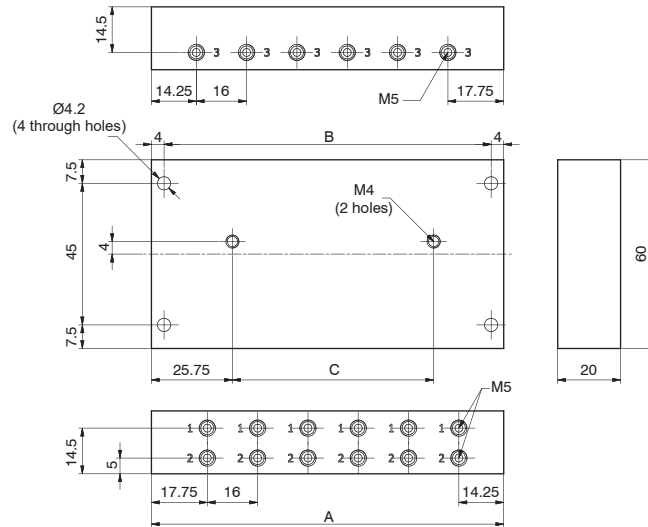 14.5
3 3 3 3 3 3
M5
14.25 16 17.75
Ø4.2
(4 through holes)
4 B 4
7.5
M4
(2 holes)
4
45
60
7.5
25.75 C 20
M5
1 1 1 1 1 1
2 2 2 2 2 2
14.5
5
17.75 16 14.25
A